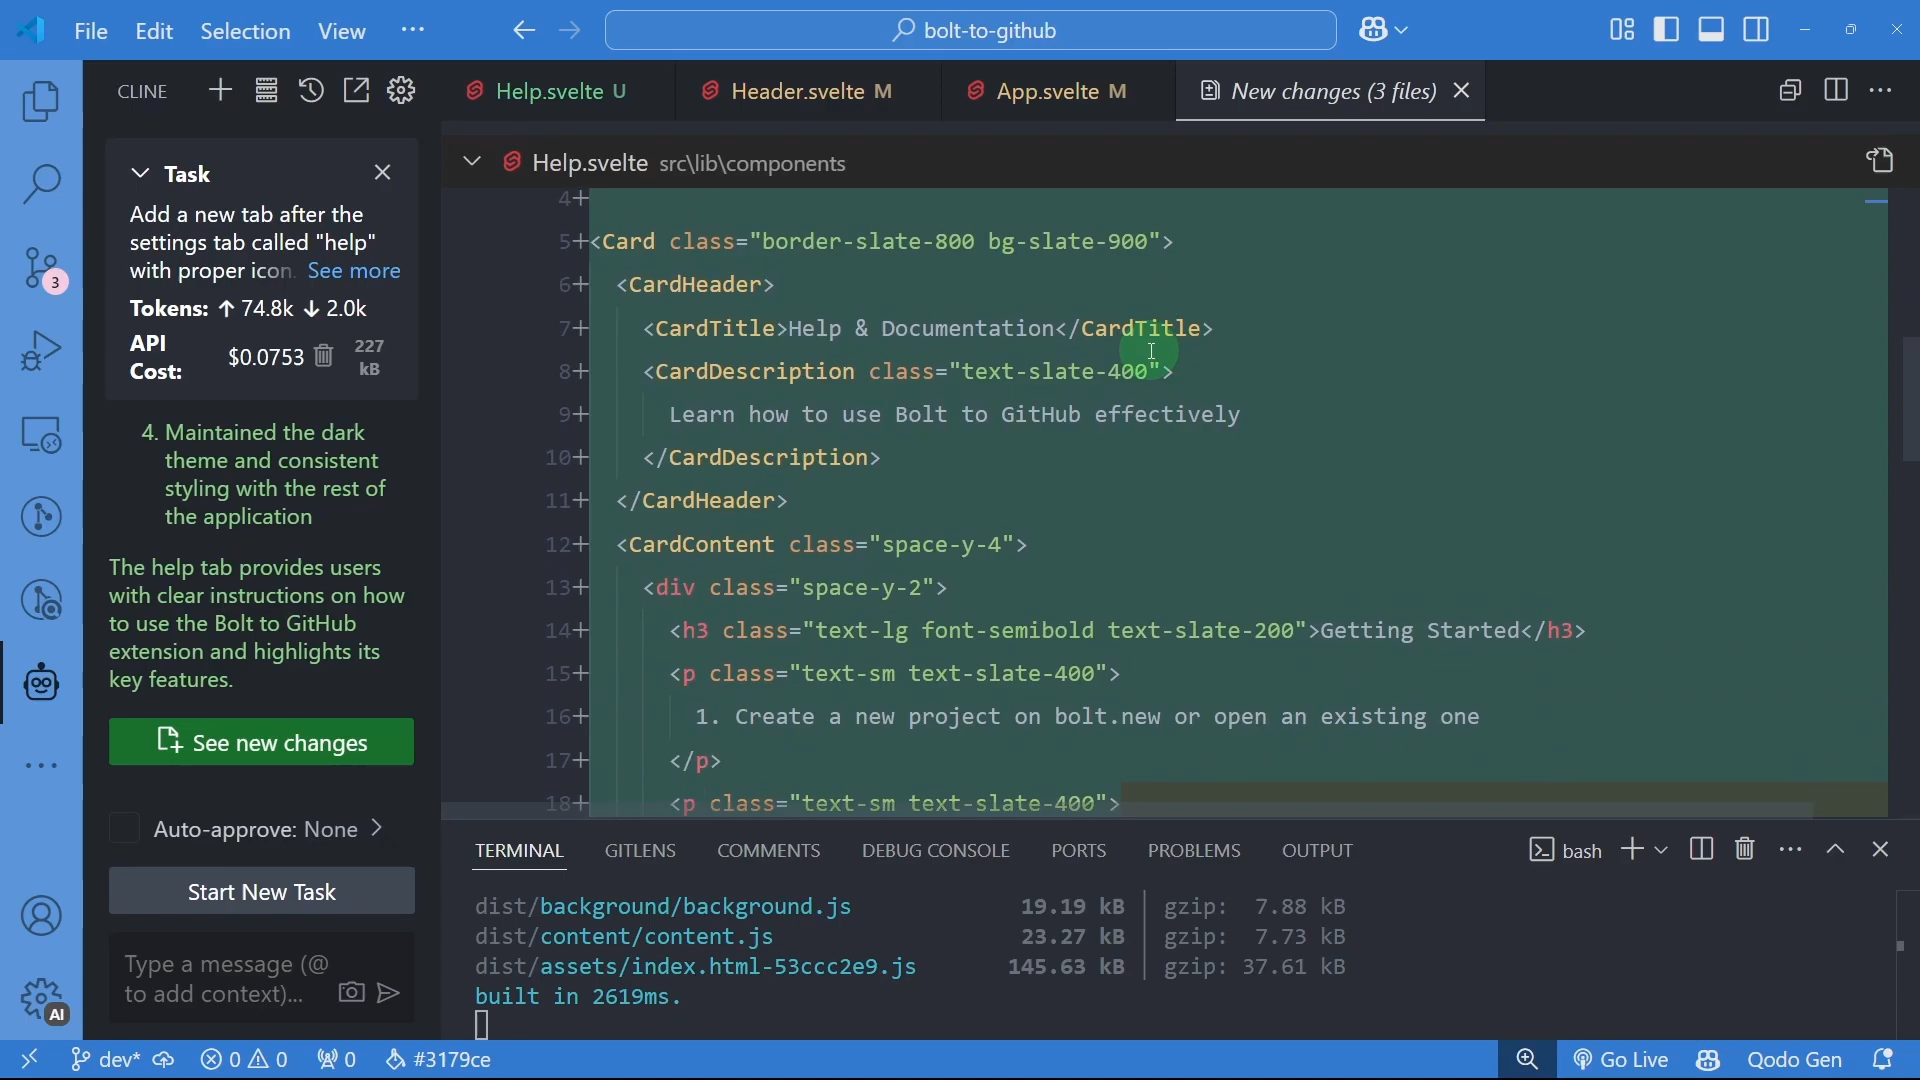 File Edit Selection View ···
bolt-to-github
CLINE
Help.svelte U
Header.svelte M
App.svelte M
New changes (3 files)
Task
Add a new tab after the
settings tab called "help"
with proper icon. See more
Tokens: ↑ 74.8k ↓ 2.0k
API
Cost:
$0.0753
227
kB
4. Maintained the dark
theme and consistent
styling with the rest of
the application
The help tab provides users
with clear instructions on how
to use the Bolt to GitHub
extension and highlights its
key features.
See new changes
Auto-approve: None
Start New Task
Type a message (@
to add context)...
3
AI
Help.svelte src\lib\components
4+
5+ <Card class="border-slate-800 bg-slate-900">
6+ <CardHeader>
7+ <CardTitle>Help & Documentation</CardTitle>
8+ <CardDescription class="text-slate-400">
9+ Learn how to use Bolt to GitHub effectively
10+ </CardDescription>
11+ </CardHeader>
12+ <CardContent class="space-y-4">
13+ <div class="space-y-2">
14+ <h3 class="text-lg font-semibold text-slate-200">Getting Started</h3>
15+ <p class="text-sm text-slate-400">
16+ 1. Create a new project on bolt.new or open an existing one
17+ </p>
18+ <p class="text-sm text-slate-400">
TERMINAL GITLENS COMMENTS DEBUG CONSOLE PORTS PROBLEMS OUTPUT
bash
dist/background/background.js 19.19 kB │ gzip: 7.88 kB
dist/content/content.js 23.27 kB │ gzip: 7.73 kB
dist/assets/index.html-53ccc2e9.js 145.63 kB │ gzip: 37.61 kB
built in 2619ms.
dev* 0 0 0 #3179ce
Go Live Qodo Gen